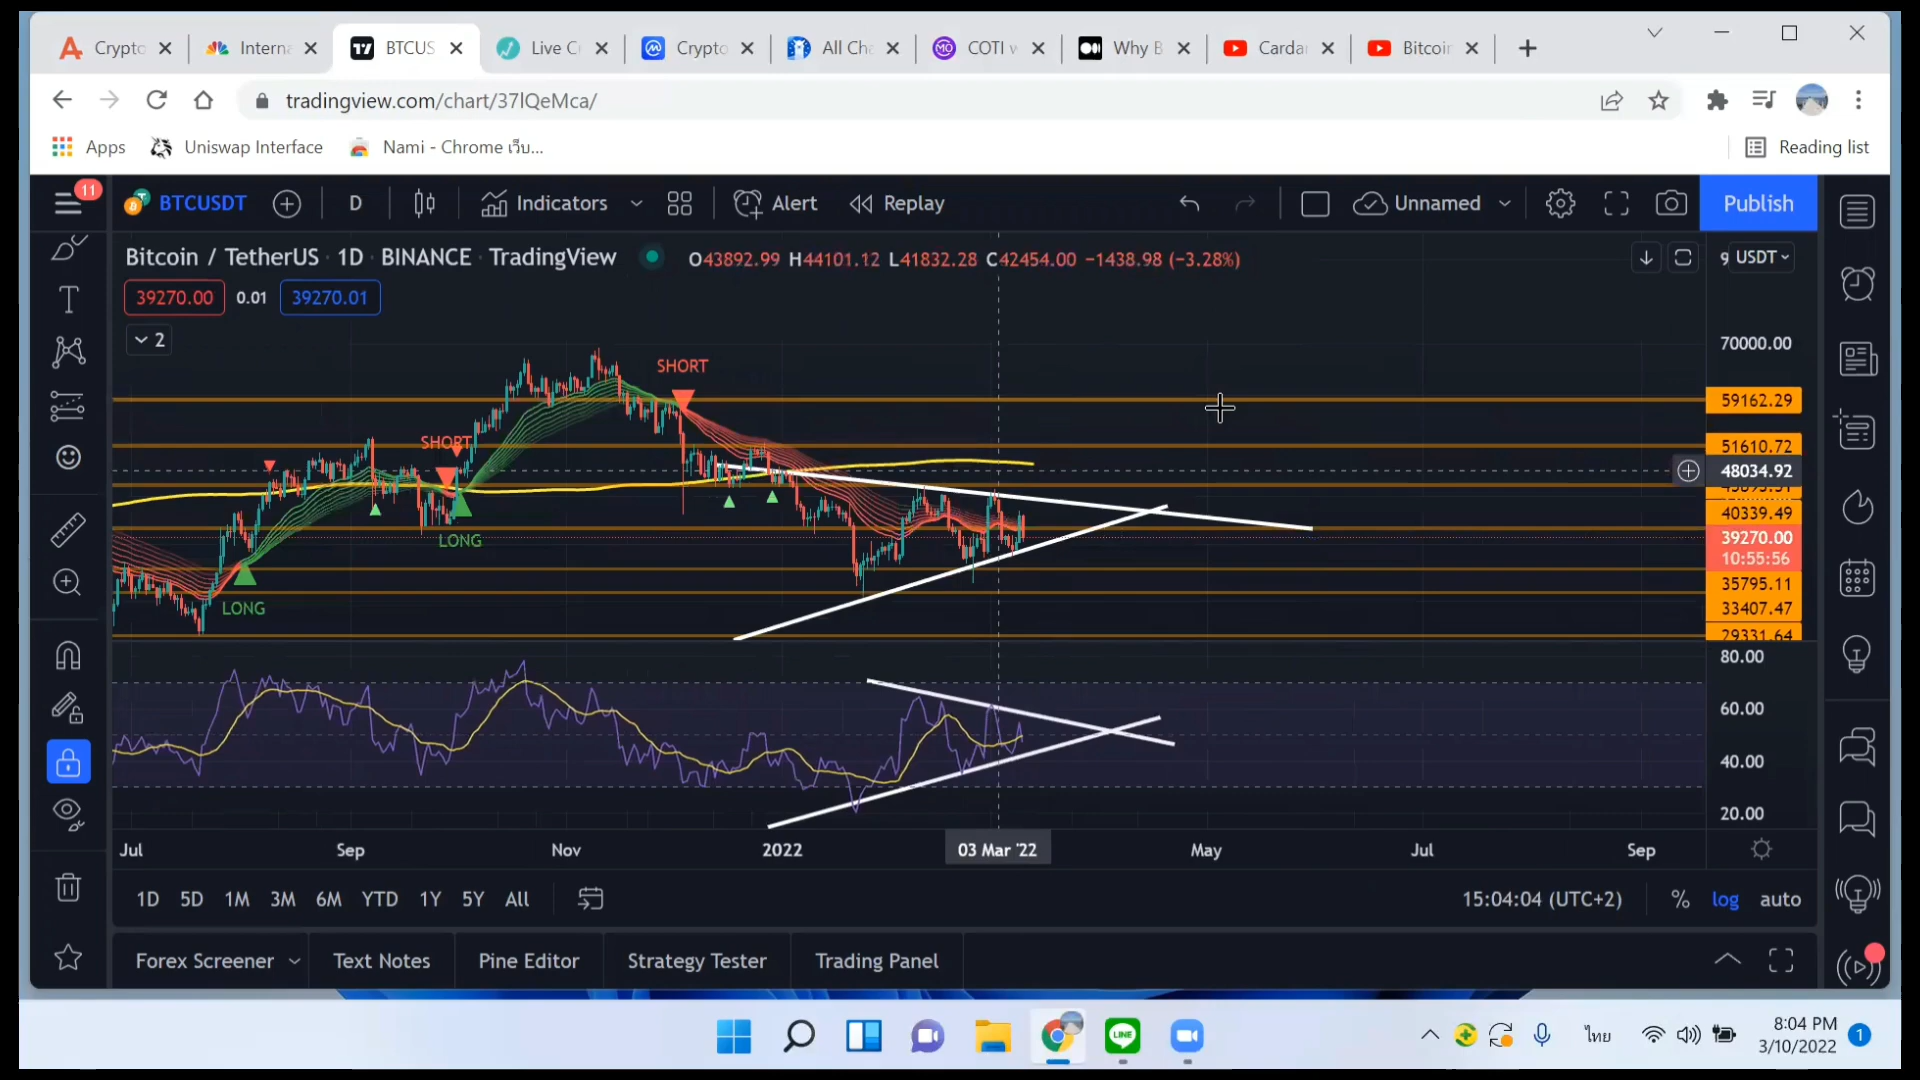 Crypto
Intern
BTCUS
Live C
Crypto
All Cha
COTI w
Why B
Cardar
Bitcoin
tradingview.com/chart/37lQeMca/
Apps
Uniswap Interface
Nami - Chrome เว็บ...
Reading list
11
BTCUSDT
D
Indicators
Alert
Replay
Unnamed
Publish
Bitcoin / TetherUS · 1D · BINANCE · TradingView
O43892.99 H44101.12 L41832.28 C42454.00 −1438.98 (−3.28%)
USDT
39270.00
0.01
39270.01
2
70000.00
SHORT
59162.29
SHORT
51610.72
48034.92
40339.49
LONG
39270.00
10:55:56
35795.11
LONG
33407.47
29331.64
80.00
60.00
40.00
20.00
Jul
Sep
Nov
2022
03 Mar '22
May
Jul
Sep
1D 5D 1M 3M 6M YTD 1Y 5Y All
15:04:04 (UTC+2)
%
log
auto
Forex Screener
Text Notes
Pine Editor
Strategy Tester
Trading Panel
ไทย
8:04 PM
3/10/2022
1